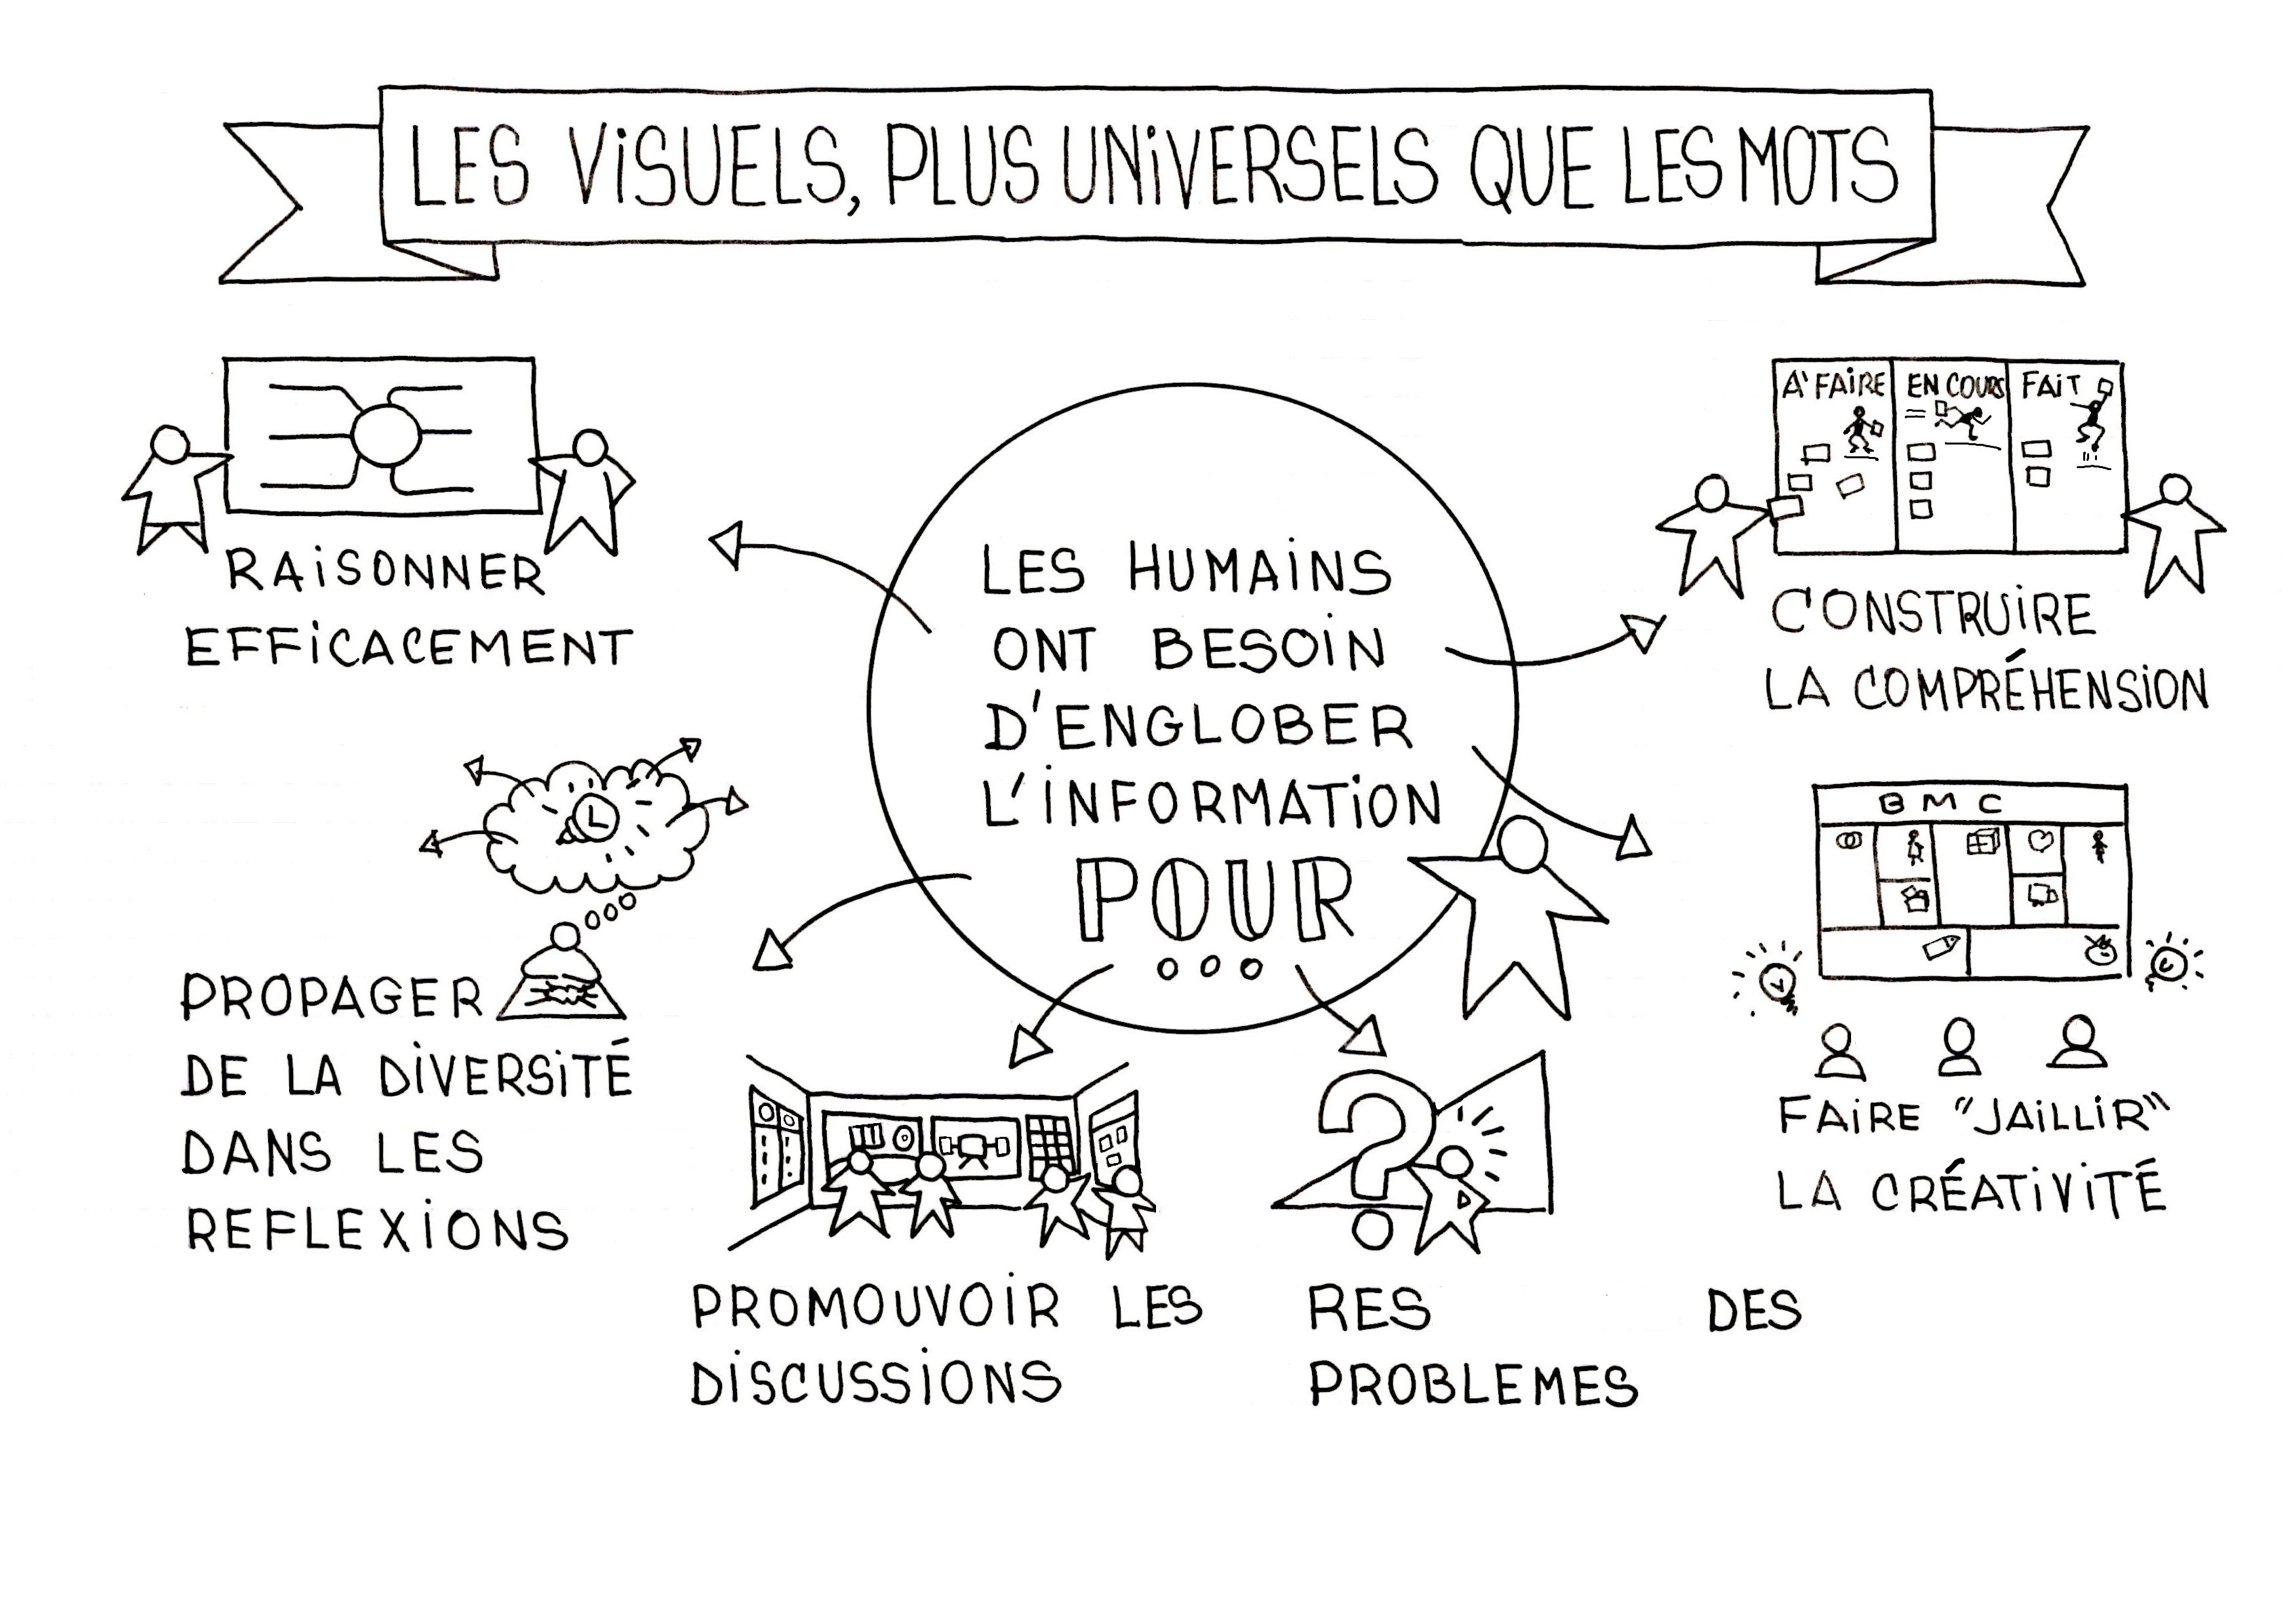 LES VISUELS, PLUS UNIVERSELS QUE LES MOTS
RAISONNER
EFFICACEMENT
LES HUMAINS
ONT BESOIN
D'ENGLOBER
L'INFORMATION
POUR
...
A FAIRE
EN COURS
FAIT
CONSTRUIRE
LA COMPRÉHENSION
PROPAGER
DE LA DIVERSITÉ
DANS LES
REFLEXIONS
BMC
FAIRE "JAILLIR"
LA CRÉATIVITÉ
PROMOUVOIR LES
DISCUSSIONS
?
RES DES
PROBLEMES